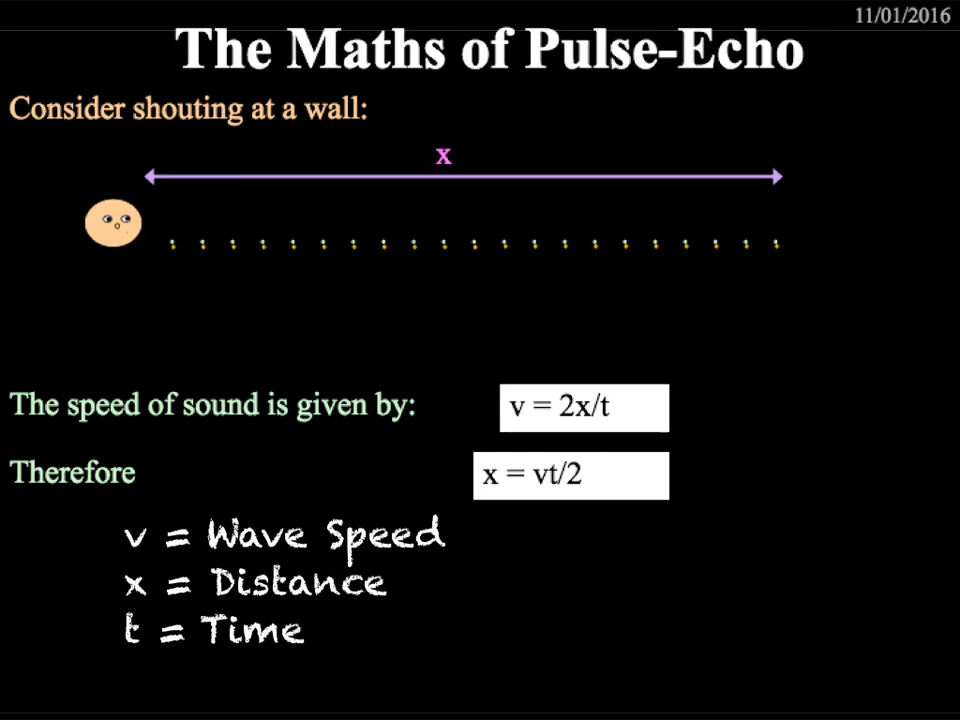 11/01/2016
The Maths of Pulse-Echo
Consider shouting at a wall:
x
The speed of sound is given by: v = 2x/t
Therefore x = vt/2
v = Wave Speed
x = Distance
t = Time